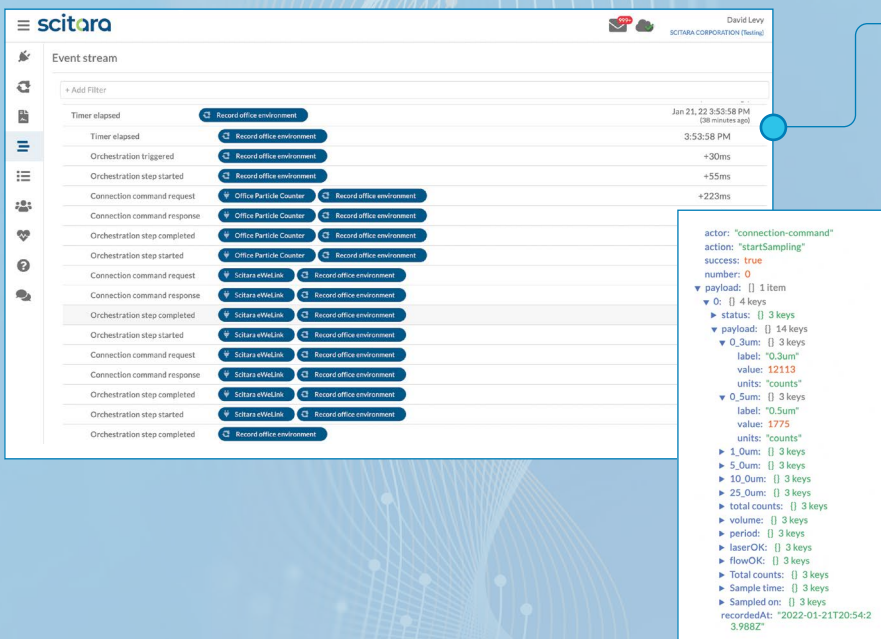 scitara
999+
David Levy
SCITARA CORPORATION (Testing)
Event stream
+ Add Filter
Timer elapsed Record office environment Jan 21, 22 3:53:58 PM
(38 minutes ago)
Timer elapsed Record office environment 3:53:58 PM
Orchestration triggered Record office environment +30ms
Orchestration step started Record office environment +55ms
Connection command request Office Particle Counter Record office environment +223ms
Connection command response Office Particle Counter Record office environment
Orchestration step completed Office Particle Counter Record office environment
Orchestration step started Office Particle Counter Record office environment
Connection command request Scitara eWeLink Record office environment
Connection command response Scitara eWeLink Record office environment
Orchestration step completed Scitara eWeLink Record office environment
Orchestration step started Scitara eWeLink Record office environment
Connection command request Scitara eWeLink Record office environment
Connection command response Scitara eWeLink Record office environment
Orchestration step completed Scitara eWeLink Record office environment
Orchestration step started Scitara eWeLink Record office environment
Orchestration step completed Record office environment
actor: "connection-command"
action: "startSampling"
success: true
number: 0
payload: [] 1 item
0: {} 4 keys
status: {} 3 keys
payload: {} 14 keys
0_3um: {} 3 keys
label: "0.3um"
value: 12113
units: "counts"
0_5um: {} 3 keys
label: "0.5um"
value: 1775
units: "counts"
1_0um: {} 3 keys
5_0um: {} 3 keys
10_0um: {} 3 keys
25_0um: {} 3 keys
total counts: {} 3 keys
volume: {} 3 keys
period: {} 3 keys
laserOK: {} 3 keys
flowOK: {} 3 keys
Total counts: {} 3 keys
Sample time: {} 3 keys
Sampled on: {} 3 keys
recordedAt: "2022-01-21T20:54:2
3.988Z"